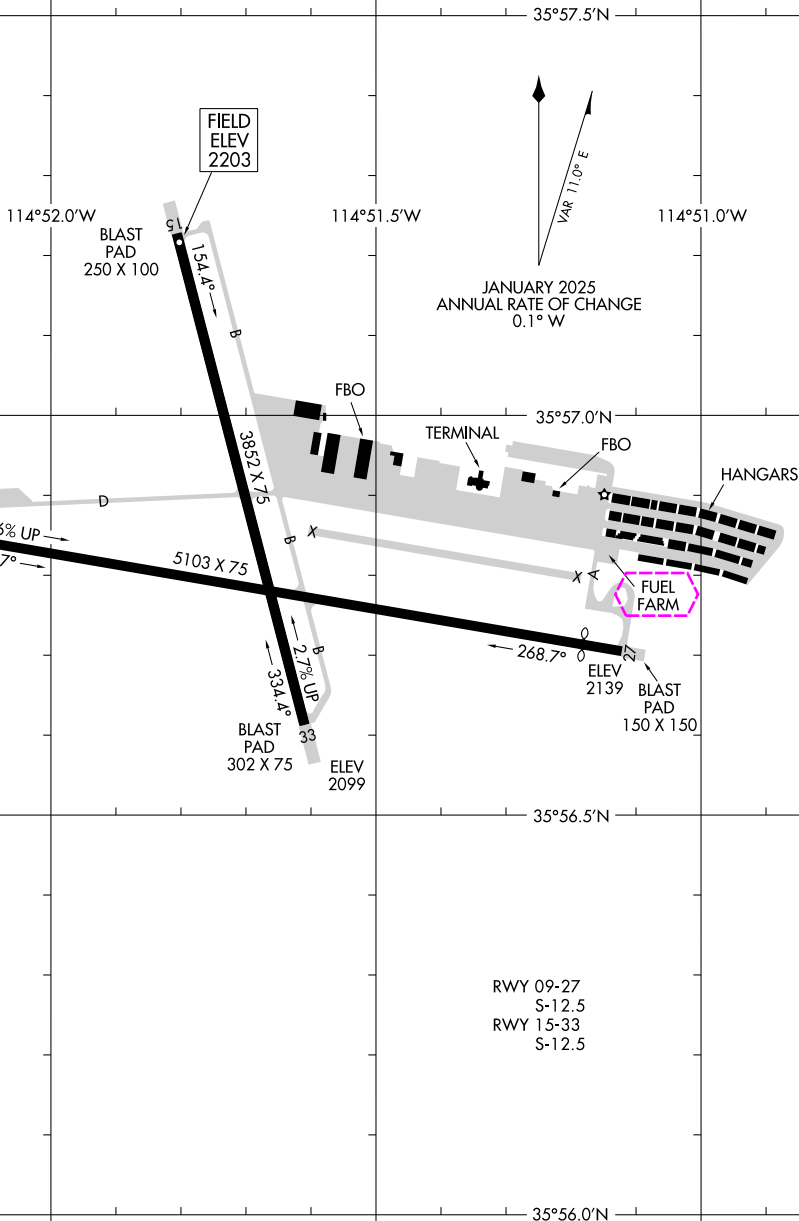 35°57.5'N
FIELD
ELEV
2203
VAR 11.0° E
114°52.0'W
114°51.5'W
114°51.0'W
15
BLAST
PAD
250 X 100
154.4°
JANUARY 2025
ANNUAL RATE OF CHANGE
0.1° W
B
FBO
35°57.0'N
TERMINAL
FBO
HANGARS
3852 X 75
D
6% UP
7°
5103 X 75
B
X
X
A
FUEL
FARM
B
2.7% UP
334.4°
268.7°
27
ELEV
2139
BLAST
PAD
150 X 150
33
BLAST
PAD
302 X 75
ELEV
2099
35°56.5'N
RWY 09-27
S-12.5
RWY 15-33
S-12.5
35°56.0'N